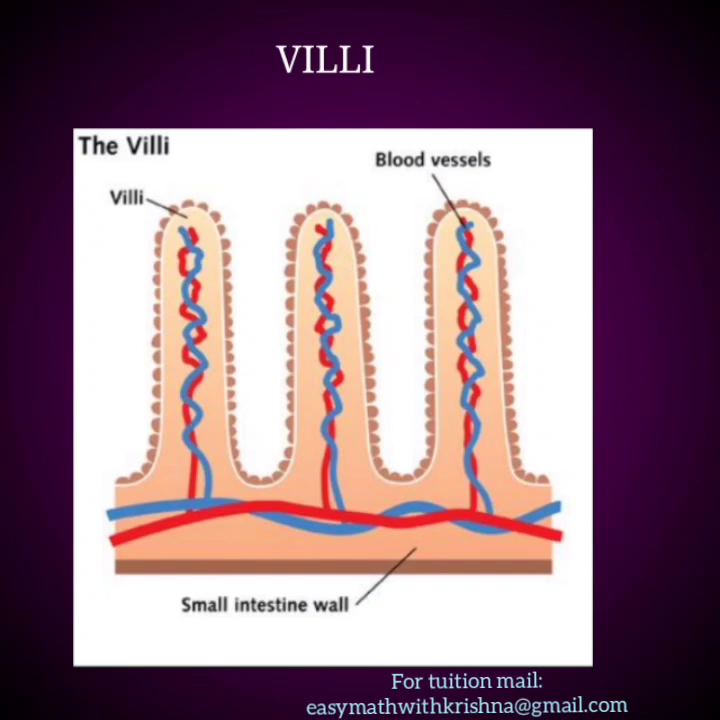 VILLI
The Villi
Blood vessels
Villi
Small intestine wall
For tuition mail:
easymathwithkrishna@gmail.com